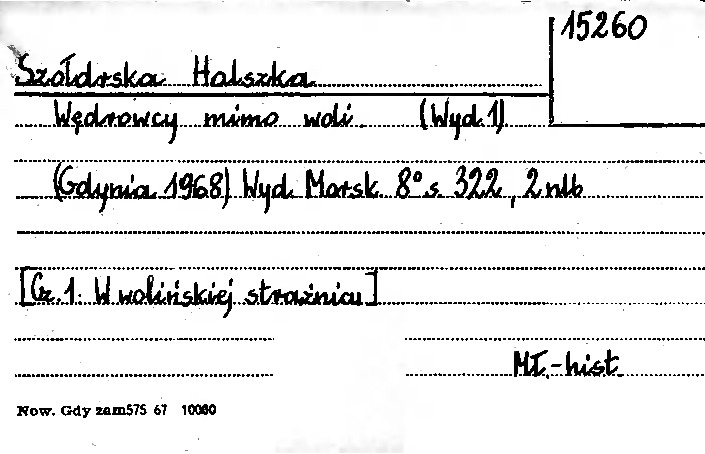 15260
Szołdrska Halszka
Wędrowcy mimo woli. (Wyd.1)
(Gdynia 1968) Wyd. Morsk. 8° s. 322, 2 nlb
[Cz.1: W wolińskiej strażnicy]
Mł.-hist.
Now. Gdy zam575 67 10000